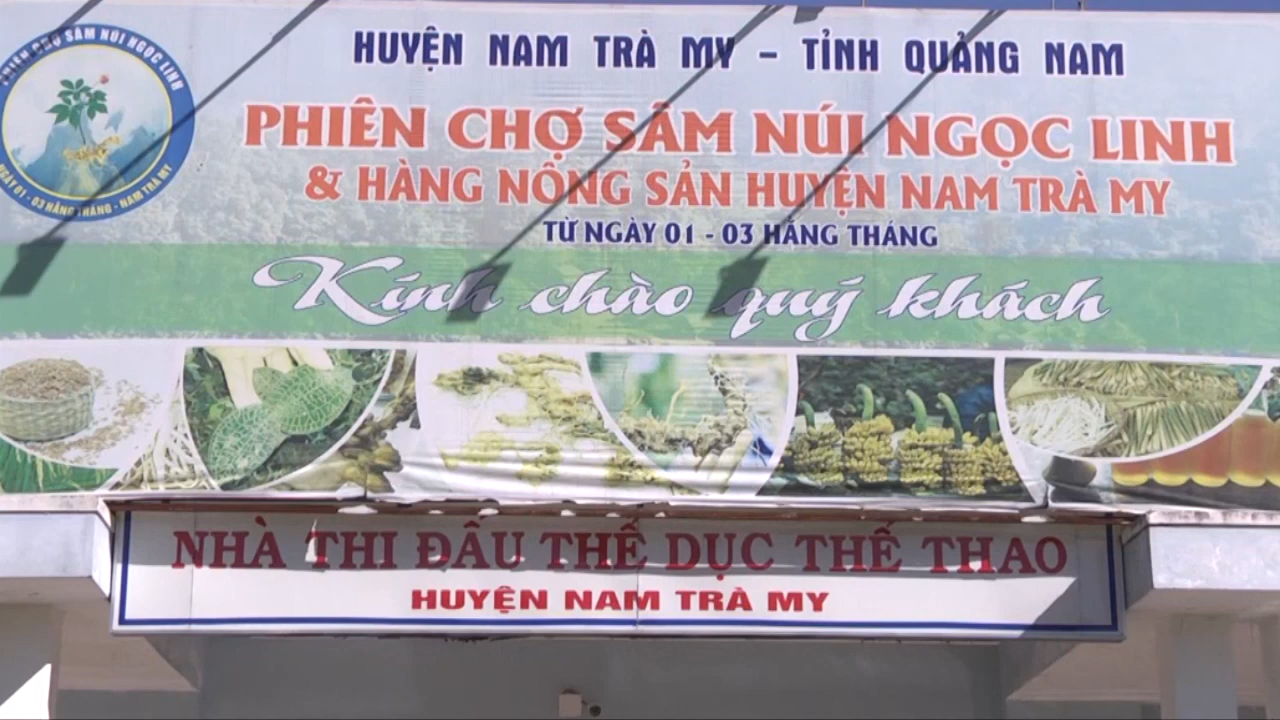 PHIÊN CHỢ SÂM NÚI NGỌC LINH
NGÀY 01 - 03 HÀNG THÁNG - NAM TRÀ MY
HUYỆN NAM TRÀ MY – TỈNH QUẢNG NAM
PHIÊN CHỢ SÂM NÚI NGỌC LINH
& HÀNG NÔNG SẢN HUYỆN NAM TRÀ MY
TỪ NGÀY 01 - 03 HÀNG THÁNG
Kính chào quý khách
NHÀ THI ĐẤU THỂ DỤC THỂ THAO
HUYỆN NAM TRÀ MY